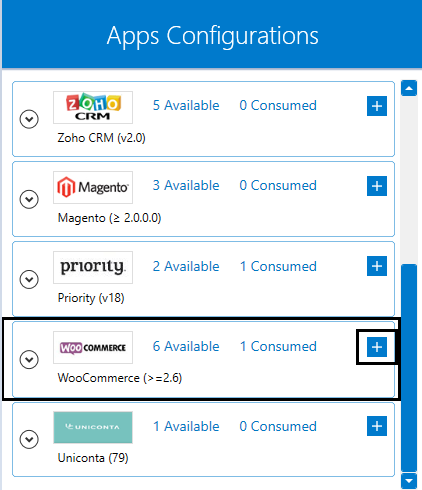 Apps Configurations
ZOHO
CRM
5 Available 0 Consumed
Zoho CRM (v2.0)
Magento
3 Available 0 Consumed
Magento (≥ 2.0.0.0)
priority
2 Available 1 Consumed
Priority (v18)
WOO COMMERCE
6 Available 1 Consumed
WooCommerce (>=2.6)
UNICONTA
1 Available 0 Consumed
Uniconta (79)